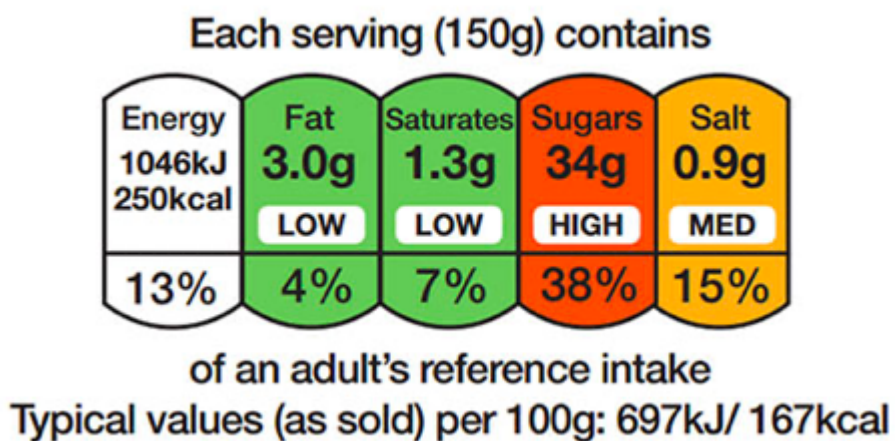 Each serving (150g) contains
Energy Fat Saturates Sugars Salt
1046kJ 3.0g 1.3g 34g 0.9g
250kcal
LOW LOW HIGH MED
13% 4% 7% 38% 15%
of an adult's reference intake
Typical values (as sold) per 100g: 697kJ/ 167kcal